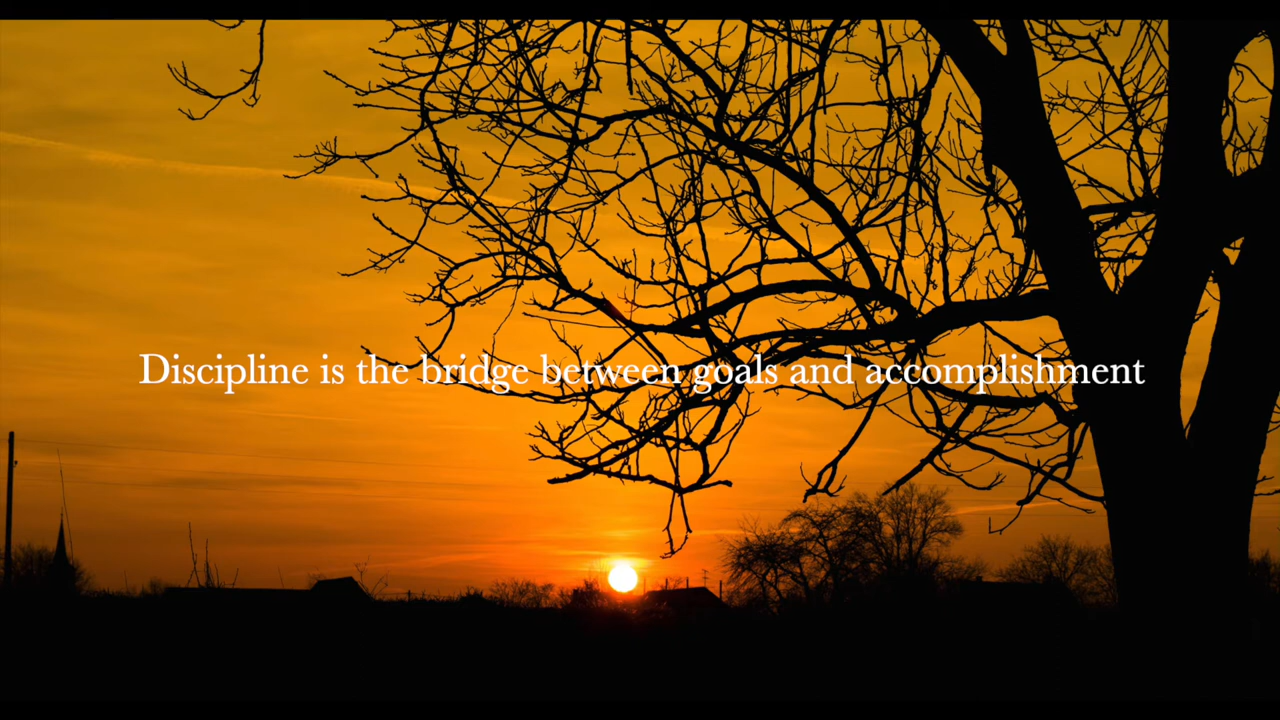 Discipline is the bridge between goals and accomplishment